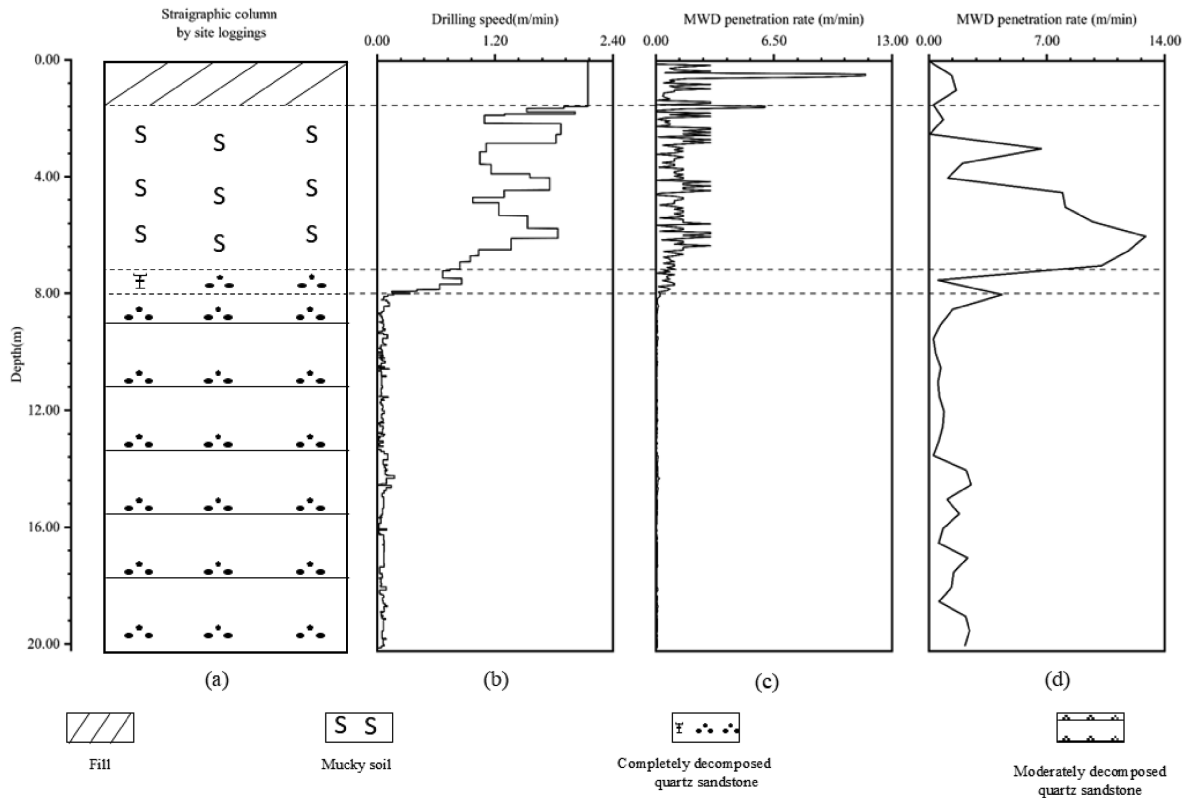 Straigraphic column
by site loggings
Drilling speed(m/min)
MWD penetration rate (m/min)
MWD penetration rate (m/min)
0.00 1.20 2.40
0.00 6.50 13.00
0.00 7.00 14.00
Depth(m)
0.00
4.00
8.00
12.00
16.00
20.00
S S S
S S S
S S S
(a) (b) (c) (d)
S S
Fill
Mucky soil
Completely decomposed
quartz sandstone
Moderately decomposed
quartz sandstone